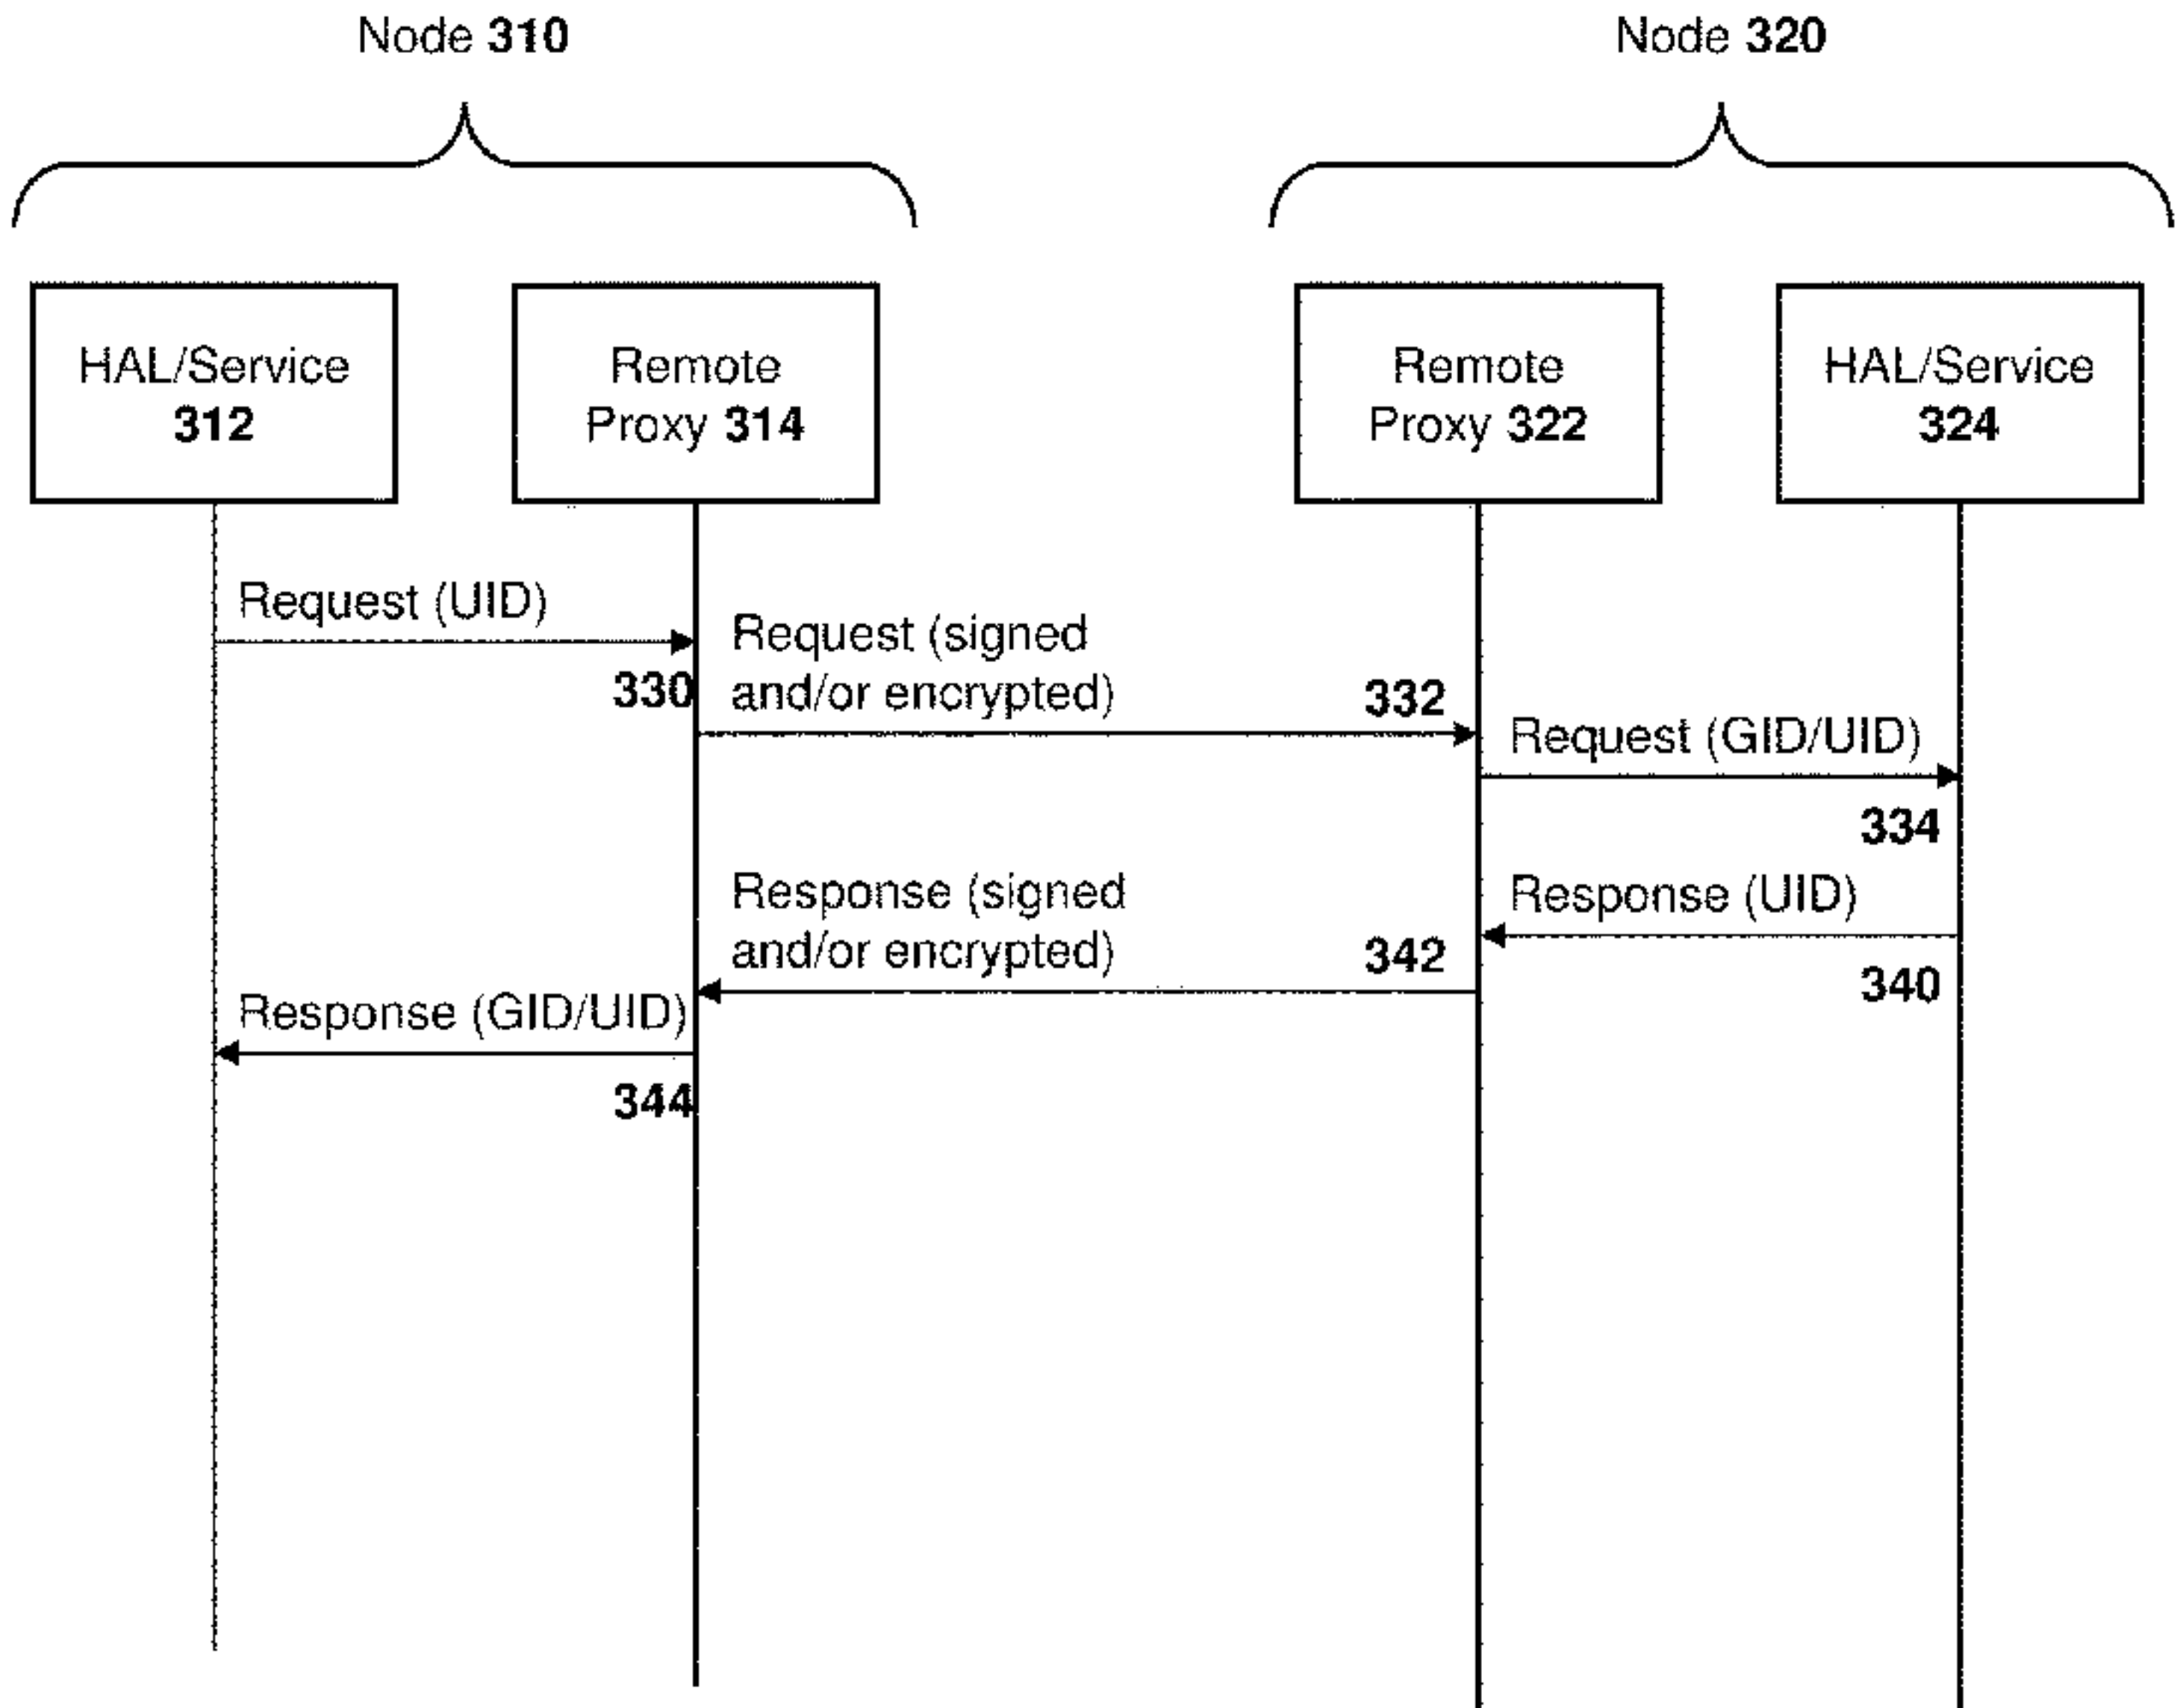 Node 310
Node 320
HAL/Service
312
Remote
Proxy 314
Remote
Proxy 322
HAL/Service
324
Request (UID)
330
Request (signed
and/or encrypted)
332
Request (GID/UID)
334
Response (UID)
340
Response (signed
and/or encrypted)
342
Response (GID/UID)
344